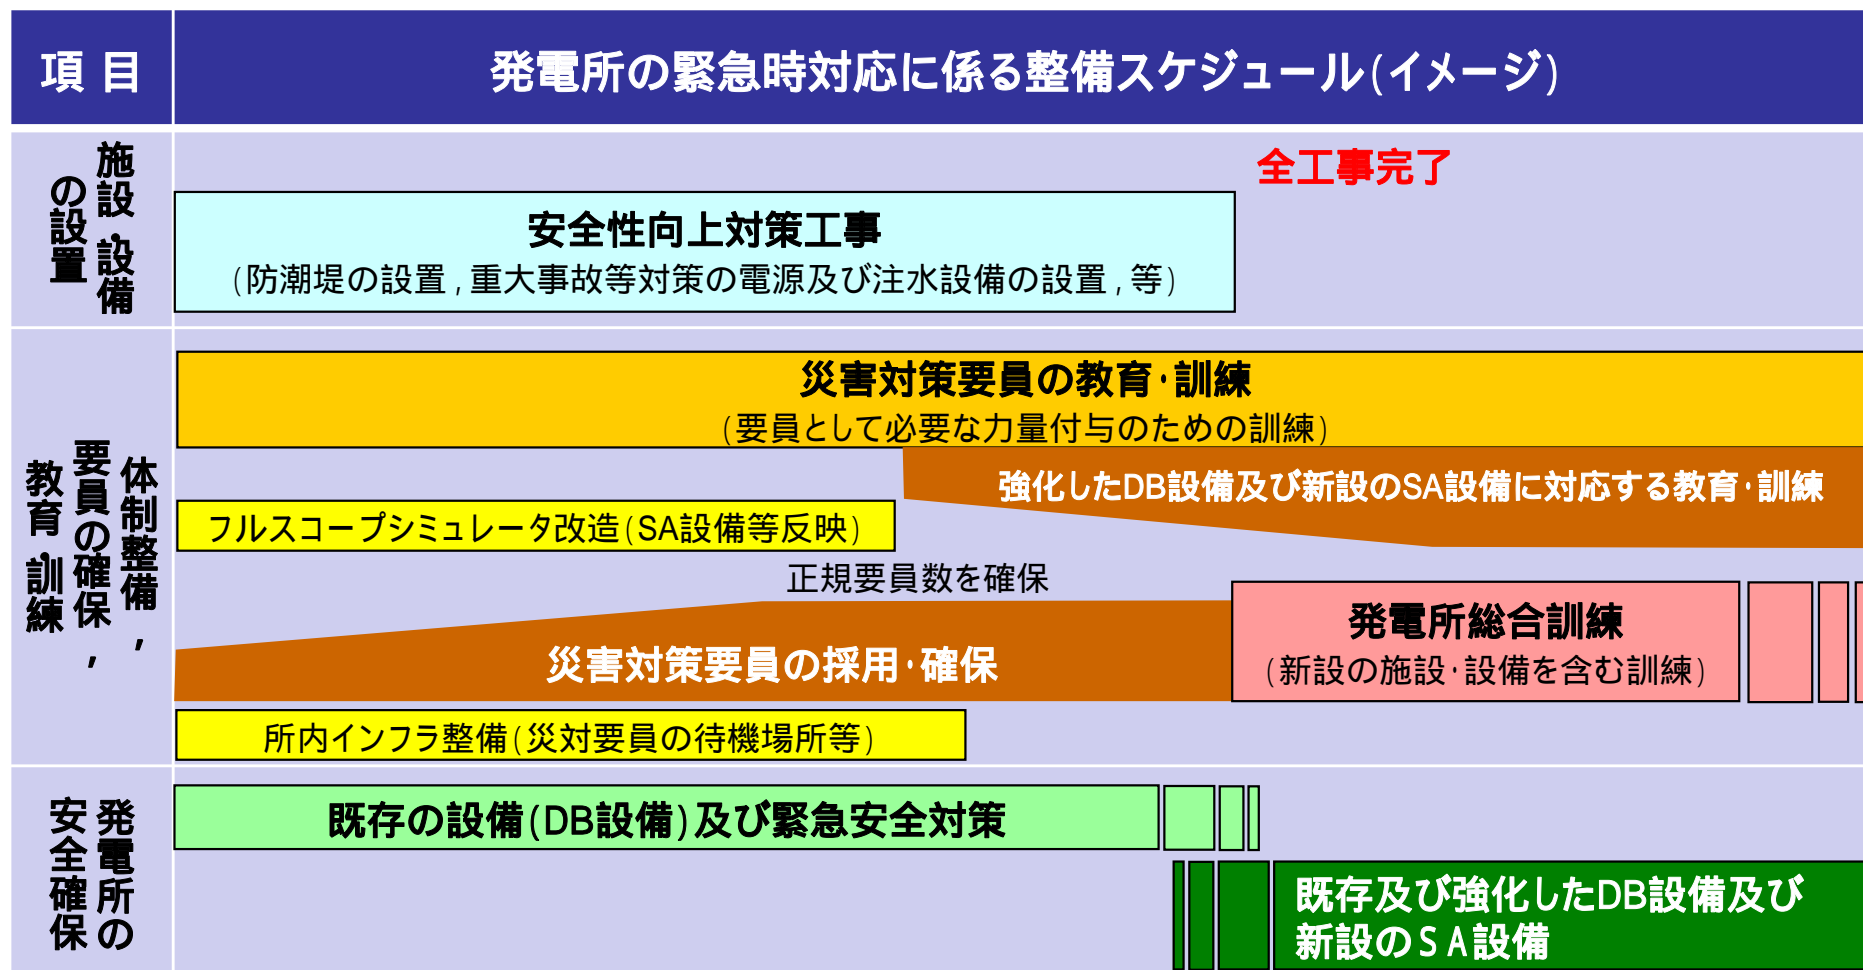 項目
発電所の緊急時対応に係る整備スケジュール(イメージ)
施設・設備
の設置
全工事完了
安全性向上対策工事
(防潮堤の設置,重大事故等対策の電源及び注水設備の設置,等)
体制整備,
要員の確保,
教育・訓練
災害対策要員の教育・訓練
(要員として必要な力量付与のための訓練)
強化したDB設備及び新設のSA設備に対応する教育・訓練
フルスコープシミュレータ改造(SA設備等反映)
正規要員数を確保
災害対策要員の採用・確保
発電所総合訓練
(新設の施設・設備を含む訓練)
所内インフラ整備(災対要員の待機場所等)
発電所の
安全確保
既存の設備(DB設備)及び緊急安全対策
既存及び強化したDB設備及び
新設のSA設備